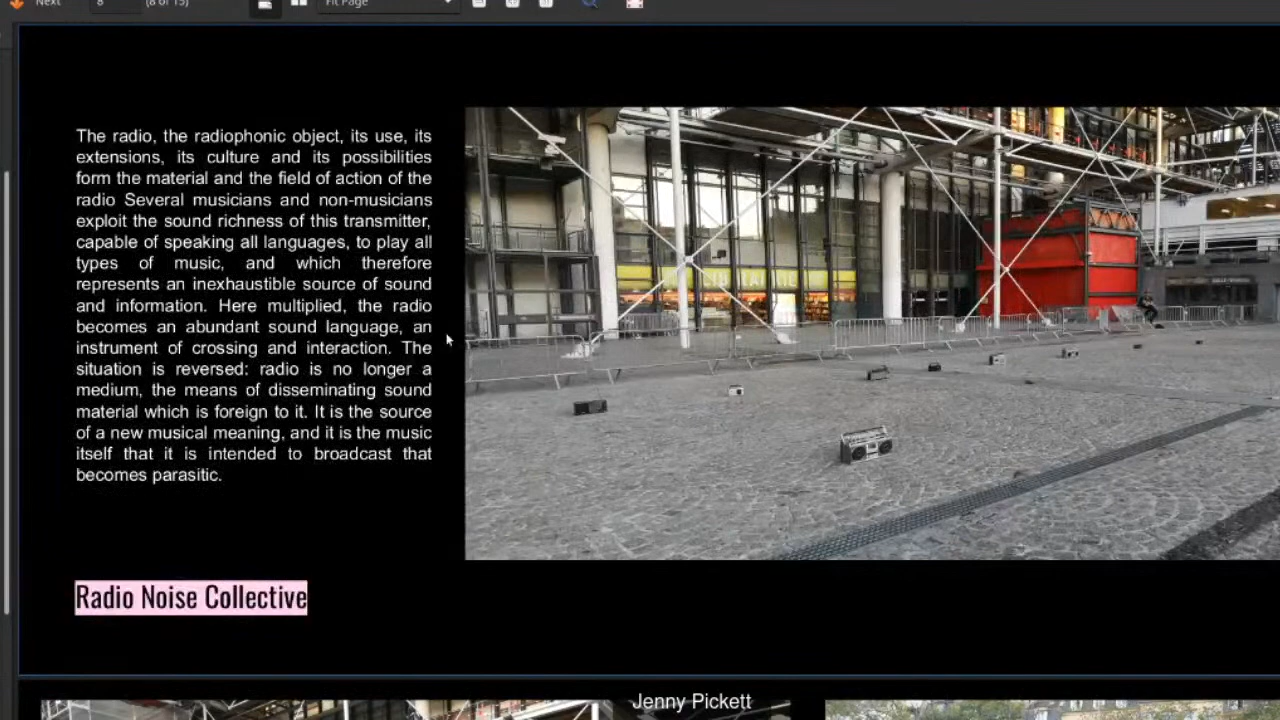 Next 8 (8 of 15) Fit Page
The radio, the radiophonic object, its use, its
extensions, its culture and its possibilities
form the material and the field of action of the
radio Several musicians and non-musicians
exploit the sound richness of this transmitter,
capable of speaking all languages, to play all
types of music, and which therefore
represents an inexhaustible source of sound
and information. Here multiplied, the radio
becomes an abundant sound language, an
instrument of crossing and interaction. The
situation is reversed: radio is no longer a
medium, the means of disseminating sound
material which is foreign to it. It is the source
of a new musical meaning, and it is the music
itself that it is intended to broadcast that
becomes parasitic.
Radio Noise Collective
Jenny Pickett